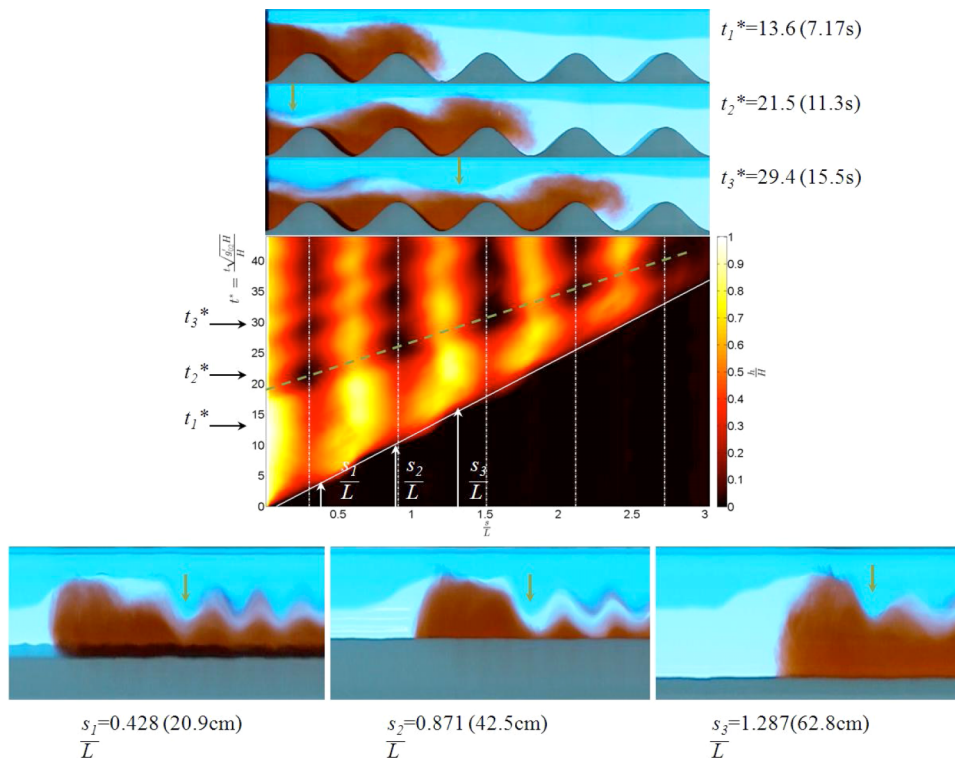 t₁*=13.6 (7.17s)
t₂*=21.5 (11.3s)
t₃*=29.4 (15.5s)
t* = t√(g'₀₂H) / H
40
35
30
25
20
15
10
5
0
t₃*
t₂*
t₁*
s₁/L
s₂/L
s₃/L
0.5
1
1.5
2
2.5
3
s/L
1
0.9
0.8
0.7
0.6
0.5
0.4
0.3
0.2
0.1
0
h/H
s₁/L=0.428 (20.9cm)
s₂/L=0.871 (42.5cm)
s₃/L=1.287(62.8cm)